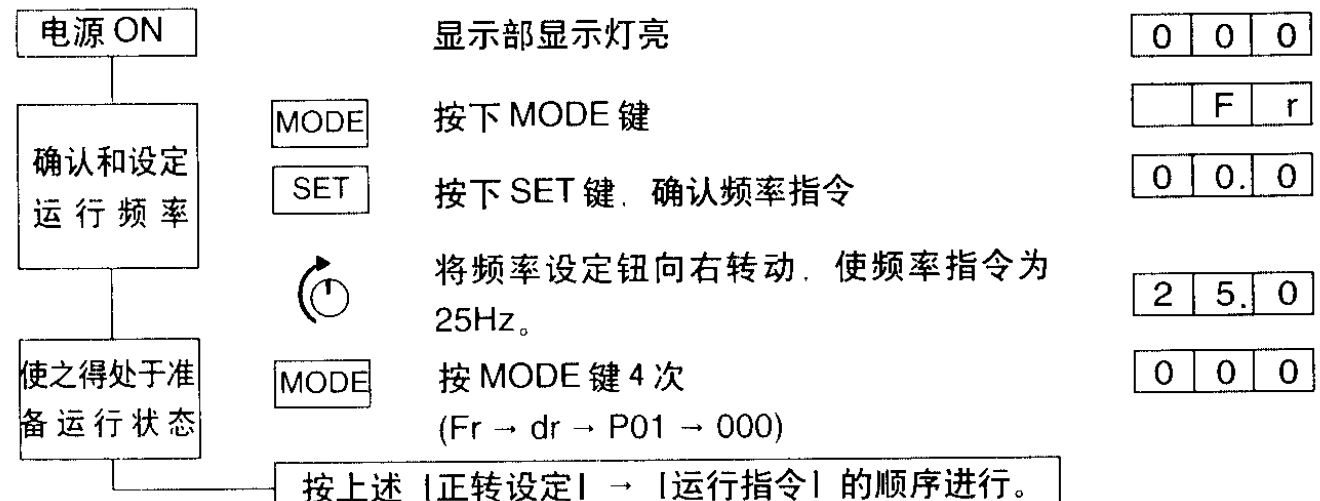 电源 ON 显示部显示灯亮 0 0 0
MODE 按下 MODE 键 F r
确认和设定
运行频率
SET 按下 SET 键, 确认频率指令 0 0. 0
将频率设定钮向右转动, 使频率指令为
25Hz。 2 5. 0
使之得处于准
备运行状态
MODE 按 MODE 键 4 次 0 0 0
(Fr → dr → P01 → 000)
按上述 [正转设定] → [运行指令] 的顺序进行。